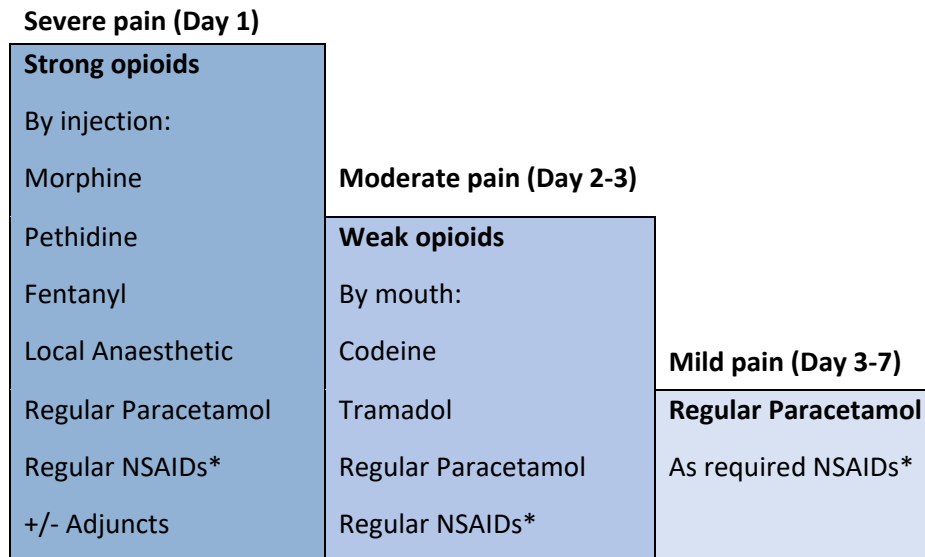 Severe pain (Day 1)
Strong opioids
By injection:
Morphine
Pethidine
Fentanyl
Local Anaesthetic
Regular Paracetamol
Regular NSAIDs*
+/- Adjuncts
Moderate pain (Day 2-3)
Weak opioids
By mouth:
Codeine
Tramadol
Regular Paracetamol
Regular NSAIDs*
Mild pain (Day 3-7)
Regular Paracetamol
As required NSAIDs*